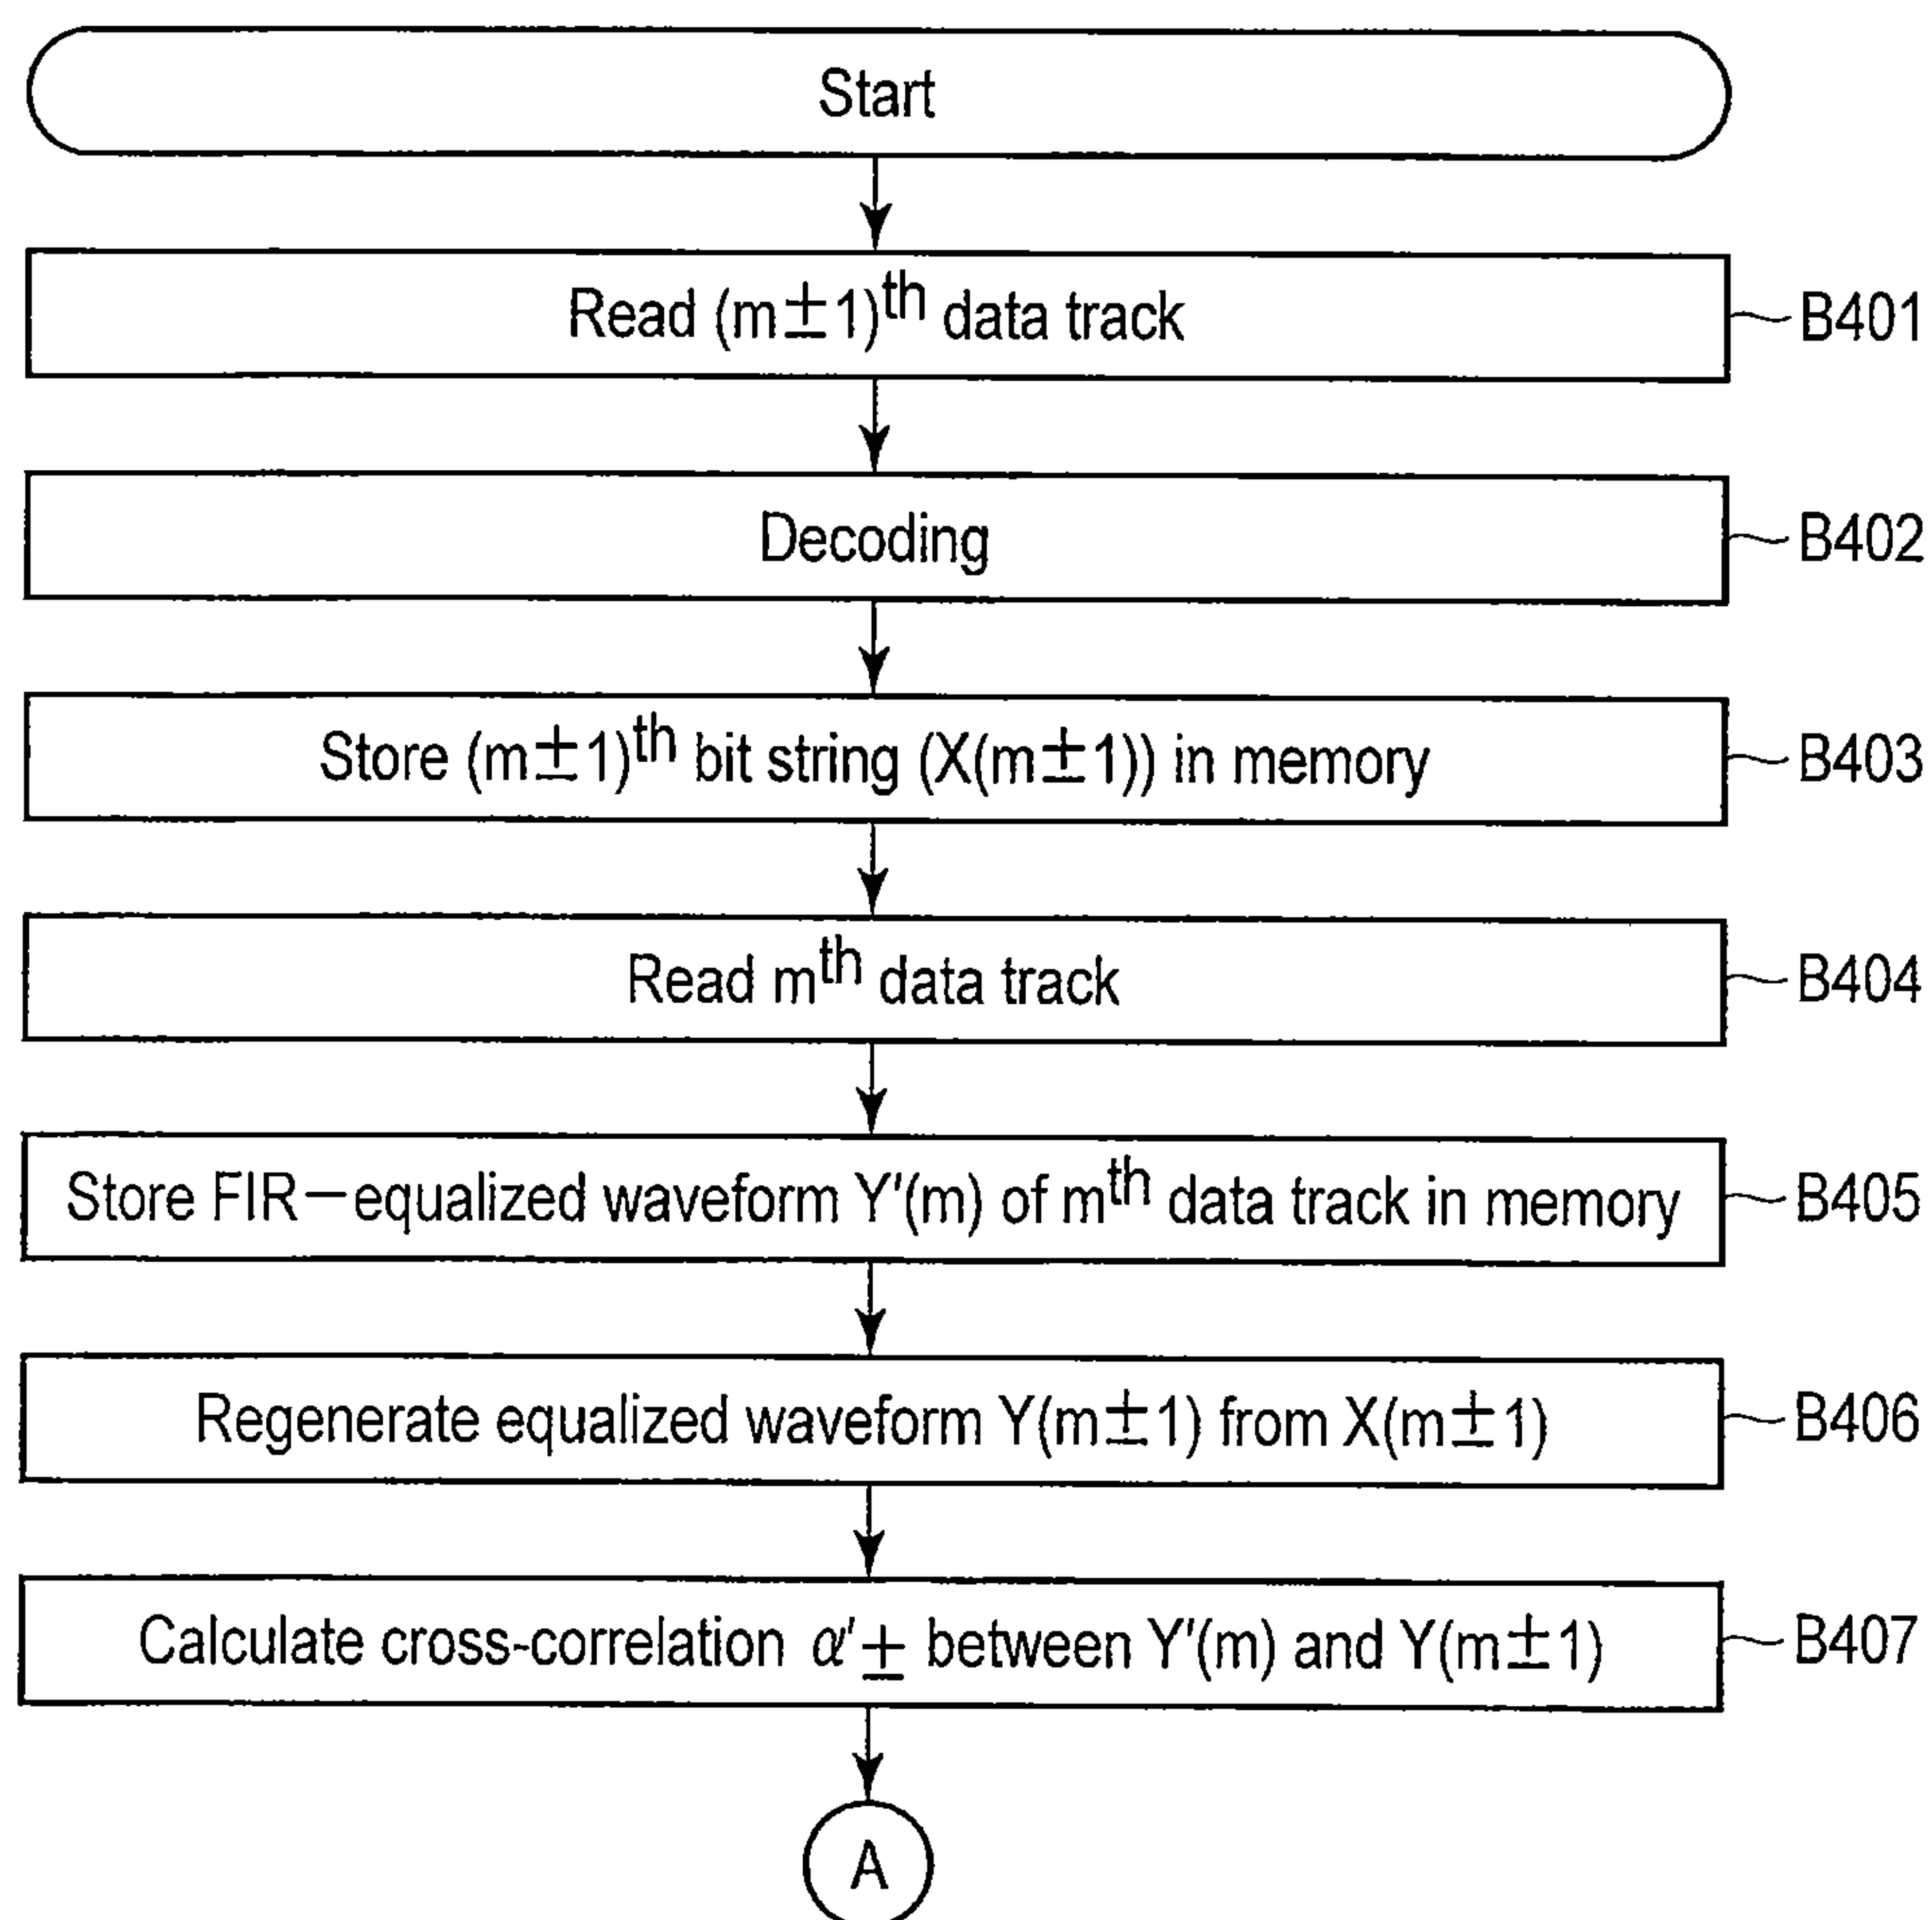 Start
Read (m±1)th data track
B401
Decoding
B402
Store (m±1)th bit string (X(m±1)) in memory
B403
Read mth data track
B404
Store FIR—equalized waveform Y'(m) of mth data track in memory
B405
Regenerate equalized waveform Y(m±1) from X(m±1)
B406
Calculate cross-correlation α'± between Y'(m) and Y(m±1)
B407
A